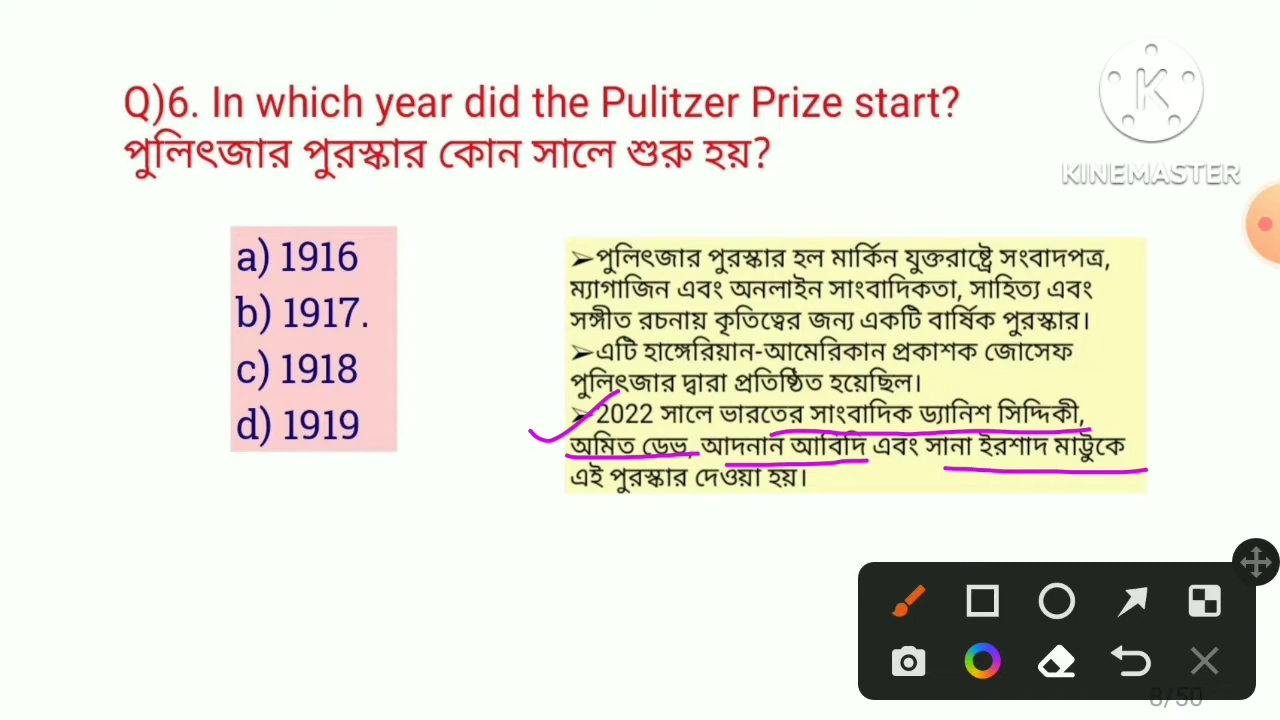 Q)6. In which year did the Pulitzer Prize start?
পুলিৎজার পুরস্কার কোন সালে শুরু হয়?
a) 1916
b) 1917.
c) 1918
d) 1919
➢পুলিৎজার পুরস্কার হল মার্কিন যুক্তরাষ্ট্রে সংবাদপত্র,
ম্যাগাজিন এবং অনলাইন সাংবাদিকতা, সাহিত্য এবং
সঙ্গীত রচনায় কৃতিত্বের জন্য একটি বার্ষিক পুরস্কার।
➢এটি হাঙ্গেরিয়ান-আমেরিকান প্রকাশক জোসেফ
পুলিৎজার দ্বারা প্রতিষ্ঠিত হয়েছিল।
➢2022 সালে ভারতের সাংবাদিক ড্যানিশ সিদ্দিকী,
অমিত ডেভ, আদনান আবিদি এবং সানা ইরশাদ মাট্টুকে
এই পুরস্কার দেওয়া হয়।
K
KINEMASTER
8/50